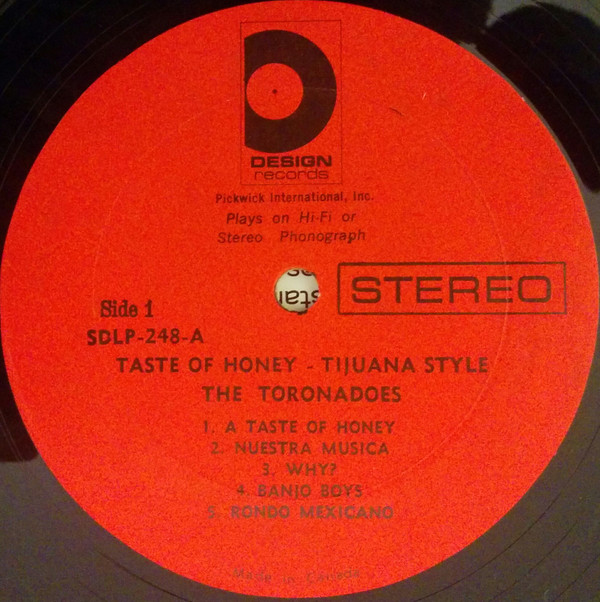 DESIGN
records
Pickwick International, Inc.
Plays on Hi-Fi or
Stereo Phonograph
STEREO
Side 1
SDLP-248-A
TASTE OF HONEY - TIJUANA STYLE
THE TORONADOES
1. A TASTE OF HONEY
2. NUESTRA MUSICA
3. WHY?
4. BANJO BOYS
5. RONDO MEXICANO
Made in Canada